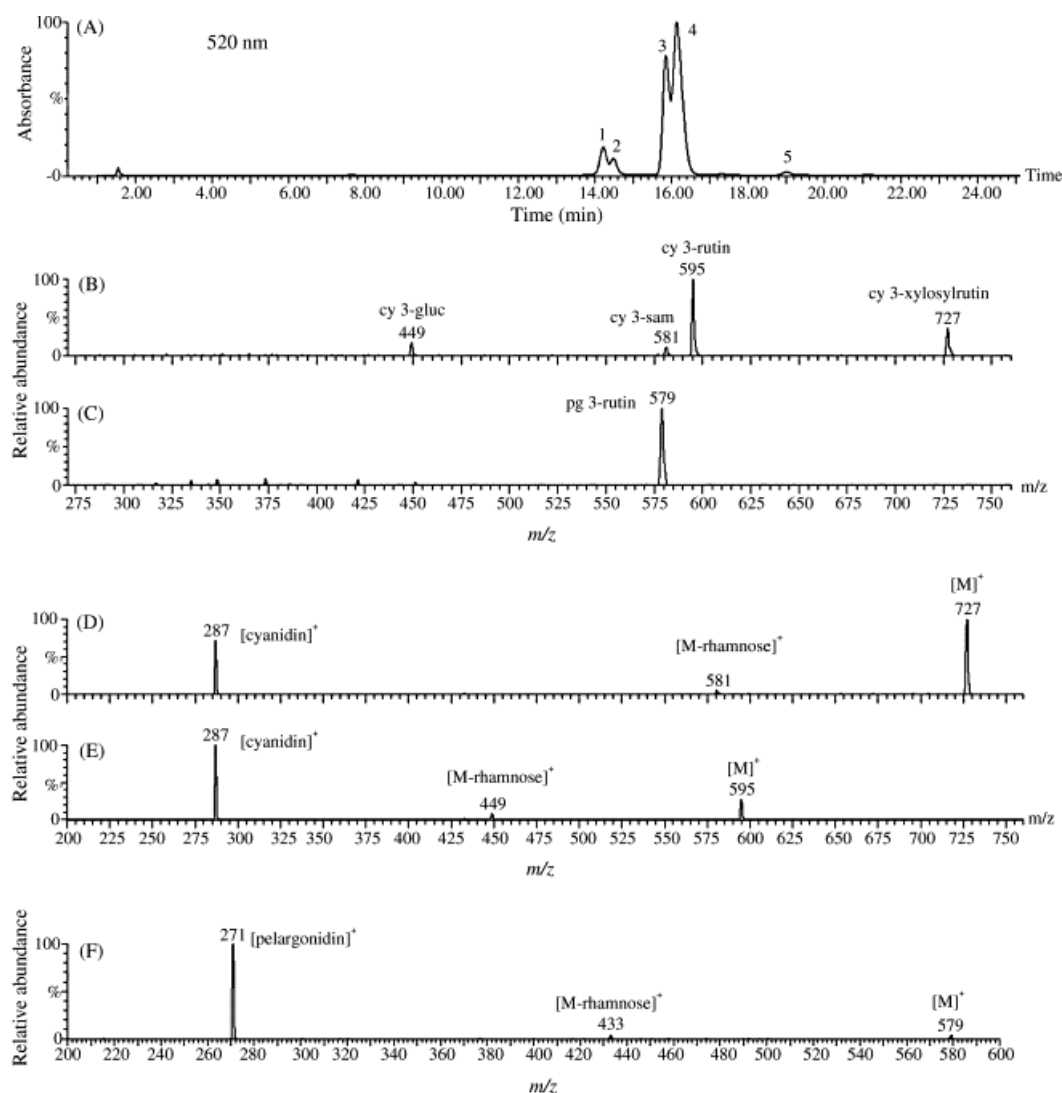 (A)
520 nm
Absorbance
100
%
-0
1
2
3
4
5
2.00 4.00 6.00 8.00 10.00 12.00 14.00 16.00 18.00 20.00 22.00 24.00
Time
Time (min)
(B)
Relative abundance
100
%
0
cy 3-gluc
449
cy 3-sam
581
cy 3-rutin
595
cy 3-xylosylrutin
727
(C)
100
%
0
pg 3-rutin
579
275 300 325 350 375 400 425 450 475 500 525 550 575 600 625 650 675 700 725 750
m/z
m/z
(D)
Relative abundance
100
%
0
287 [cyanidin]+
[M-rhamnose]+
581
[M]+
727
(E)
100
%
0
287 [cyanidin]+
[M-rhamnose]+
449
[M]+
595
200 225 250 275 300 325 350 375 400 425 450 475 500 525 550 575 600 625 650 675 700 725 750
m/z
m/z
(F)
Relative abundance
100
%
0
271 [pelargonidin]+
[M-rhamnose]+
433
[M]+
579
200 220 240 260 280 300 320 340 360 380 400 420 440 460 480 500 520 540 560 580 600
m/z